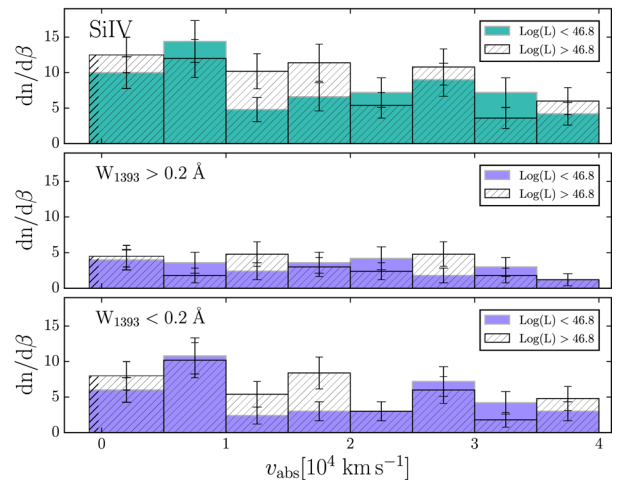 SiIV
Log(L) < 46.8
Log(L) > 46.8
dn/dβ
15
10
5
0
W₁₃₉₃ > 0.2 Å
Log(L) < 46.8
Log(L) > 46.8
dn/dβ
15
10
5
0
W₁₃₉₃ < 0.2 Å
Log(L) < 46.8
Log(L) > 46.8
dn/dβ
15
10
5
0
0 1 2 3 4
v_abs[10⁴ km s⁻¹]